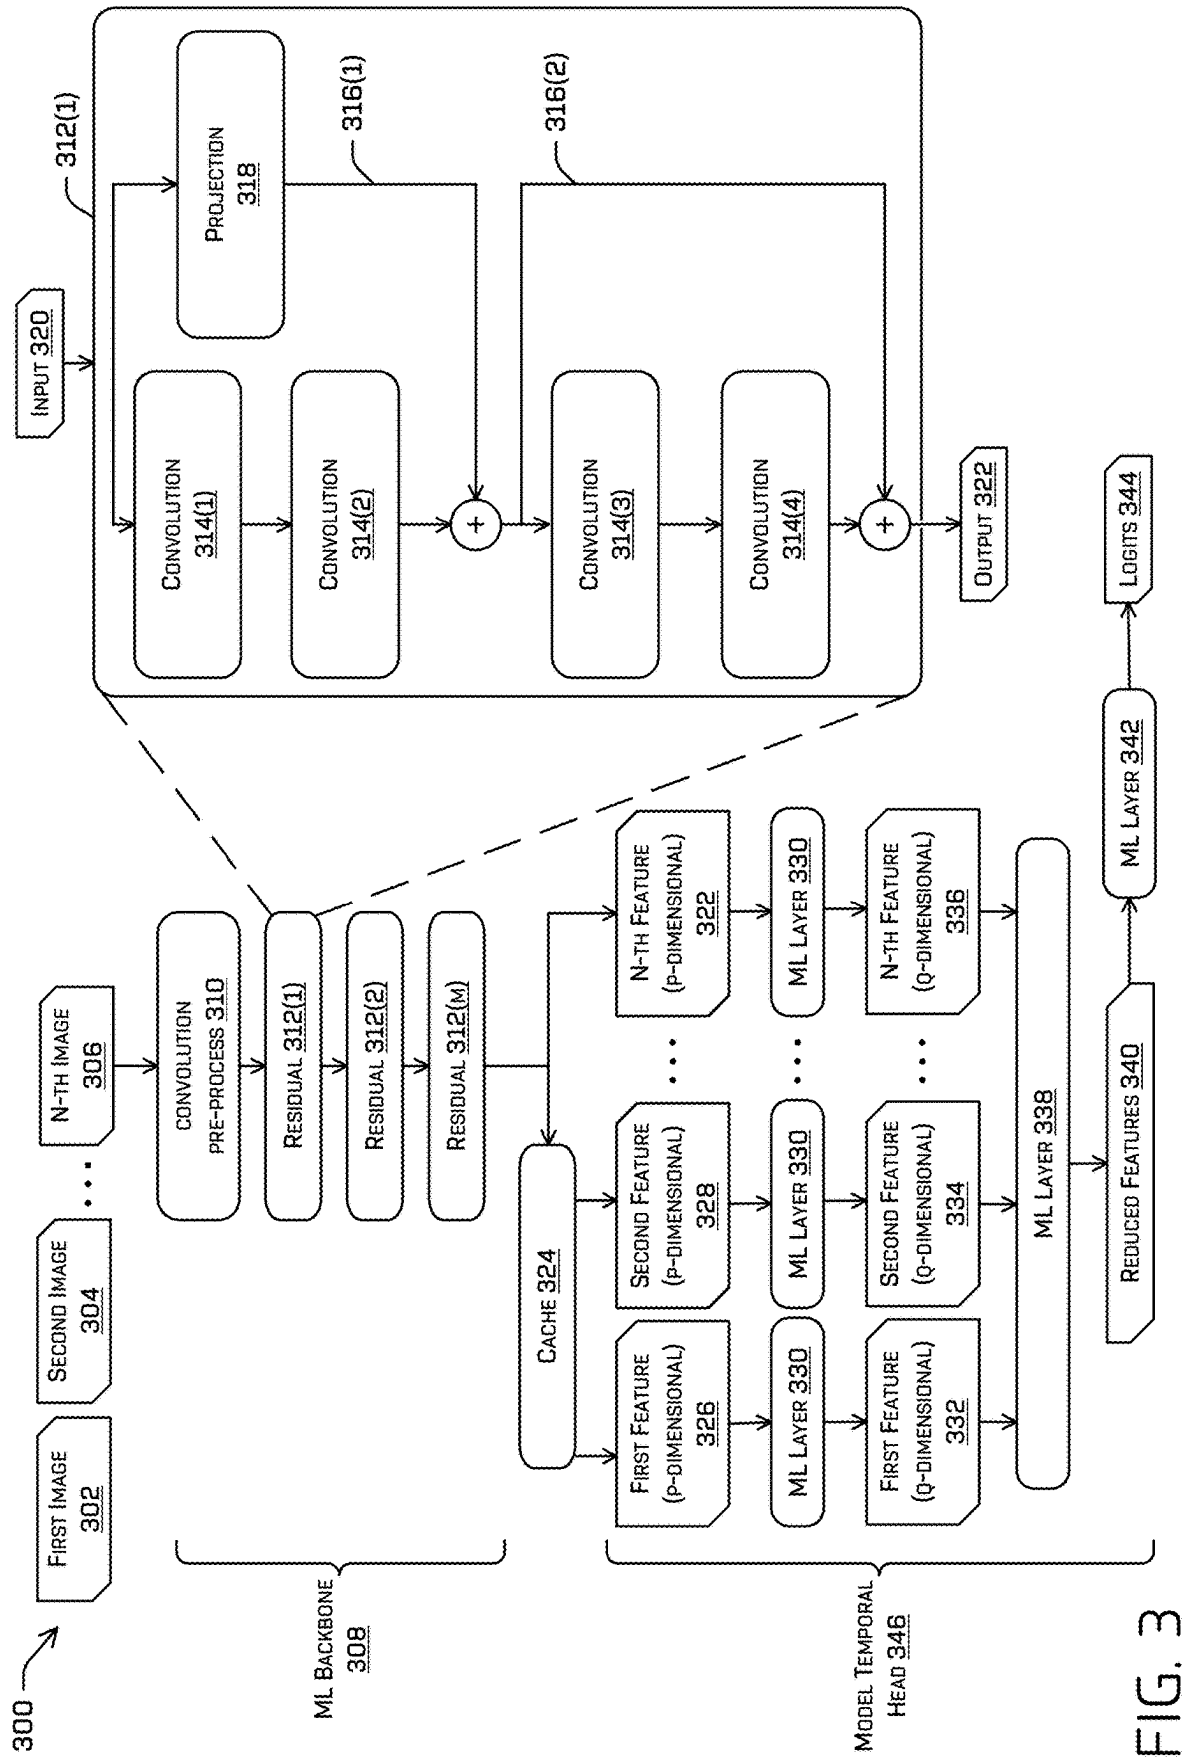 300
FIRST IMAGE
302
SECOND IMAGE
304
• • •
N-TH IMAGE
306
INPUT 320
312(1)
ML BACKBONE
308
CONVOLUTION
PRE-PROCESS 310
RESIDUAL 312(1)
RESIDUAL 312(2)
RESIDUAL 312(M)
CONVOLUTION
314(1)
PROJECTION
318
CONVOLUTION
314(2)
316(1)
+
CONVOLUTION
314(3)
316(2)
CONVOLUTION
314(4)
+
OUTPUT 322
CACHE 324
MODEL TEMPORAL
HEAD 346
FIRST FEATURE
(P-DIMENSIONAL)
326
SECOND FEATURE
(P-DIMENSIONAL)
328
• • •
N-TH FEATURE
(P-DIMENSIONAL)
322
ML LAYER 330
ML LAYER 330
• • •
ML LAYER 330
FIRST FEATURE
(Q-DIMENSIONAL)
332
SECOND FEATURE
(Q-DIMENSIONAL)
334
• • •
N-TH FEATURE
(Q-DIMENSIONAL)
336
ML LAYER 338
REDUCED FEATURES 340
ML LAYER 342
LOGITS 344
FIG. 3